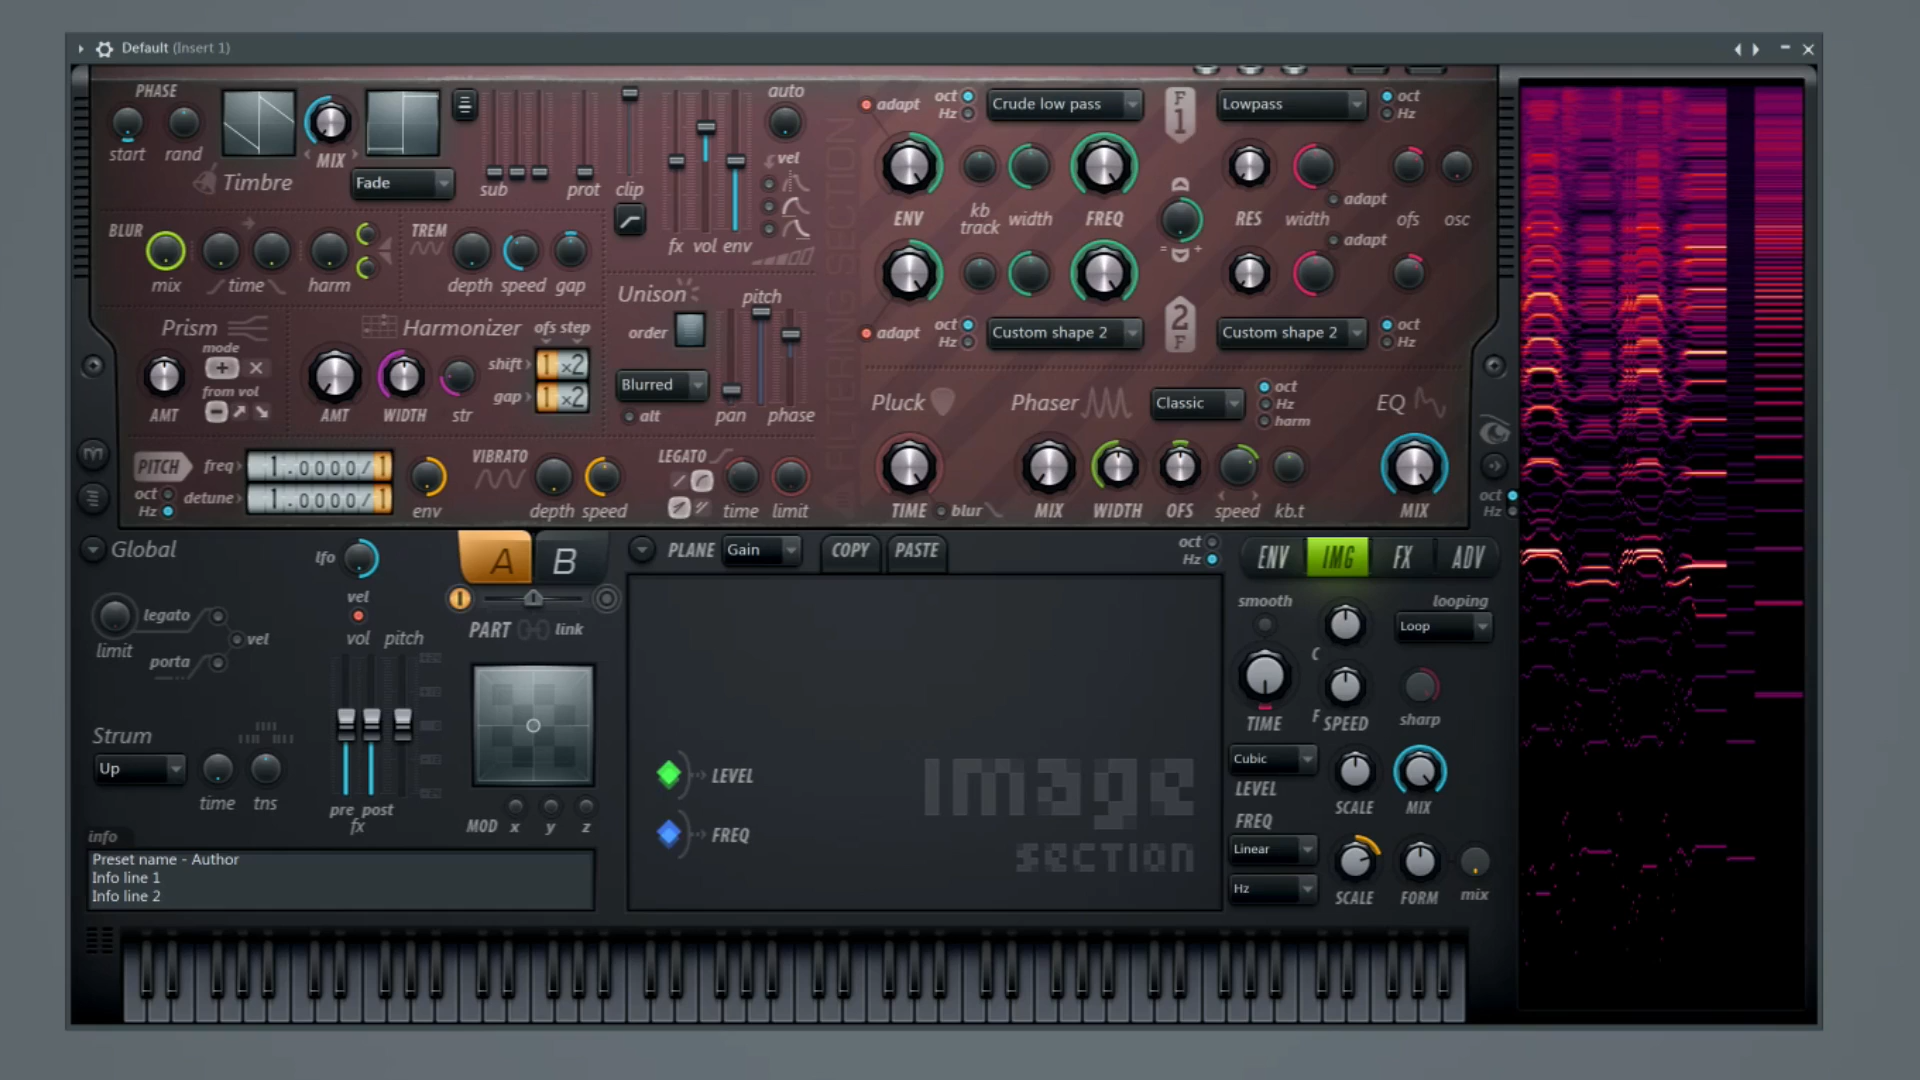 Default (Insert 1)
PHASE
start rand
MIX
Timbre
Fade
sub
prot
clip
fx vol env
auto
vel
BLUR
mix
time
harm
TREM
depth speed gap
Unison
order
pitch
Blurred
alt
pan
phase
Prism
mode
+ ×
from vol
AMT
Harmonizer
ofs step
shift
1 x2
gap
1 x2
AMT WIDTH str
PITCH
freq
1.0000/1
oct
Hz
detune
1.0000/1
env
VIBRATO
depth speed
LEGATO
time limit
FILTERING SECTION
adapt
oct
Hz
Crude low pass
F
1
Lowpass
oct
Hz
ENV
kb
track
width
FREQ
RES
width
adapt
ofs
osc
adapt
= +
adapt
oct
Hz
Custom shape 2
2
F
Custom shape 2
oct
Hz
Pluck
TIME
blur
Phaser
Classic
oct
Hz
harm
MIX WIDTH OFS speed kb.t
EQ
MIX
oct
Hz
Global
lfo
vel
vol pitch
legato
limit
vel
porta
Strum
Up
time tns
pre post
fx
A
B
PART
link
MOD x y z
info
Preset name - Author
Info line 1
Info line 2
PLANE
Gain
COPY
PASTE
oct
Hz
LEVEL
FREQ
image
section
ENV
IMG
FX
ADV
smooth
looping
Loop
C
F
TIME
SPEED
sharp
Cubic
LEVEL
SCALE
MIX
FREQ
Linear
Hz
SCALE
FORM
mix